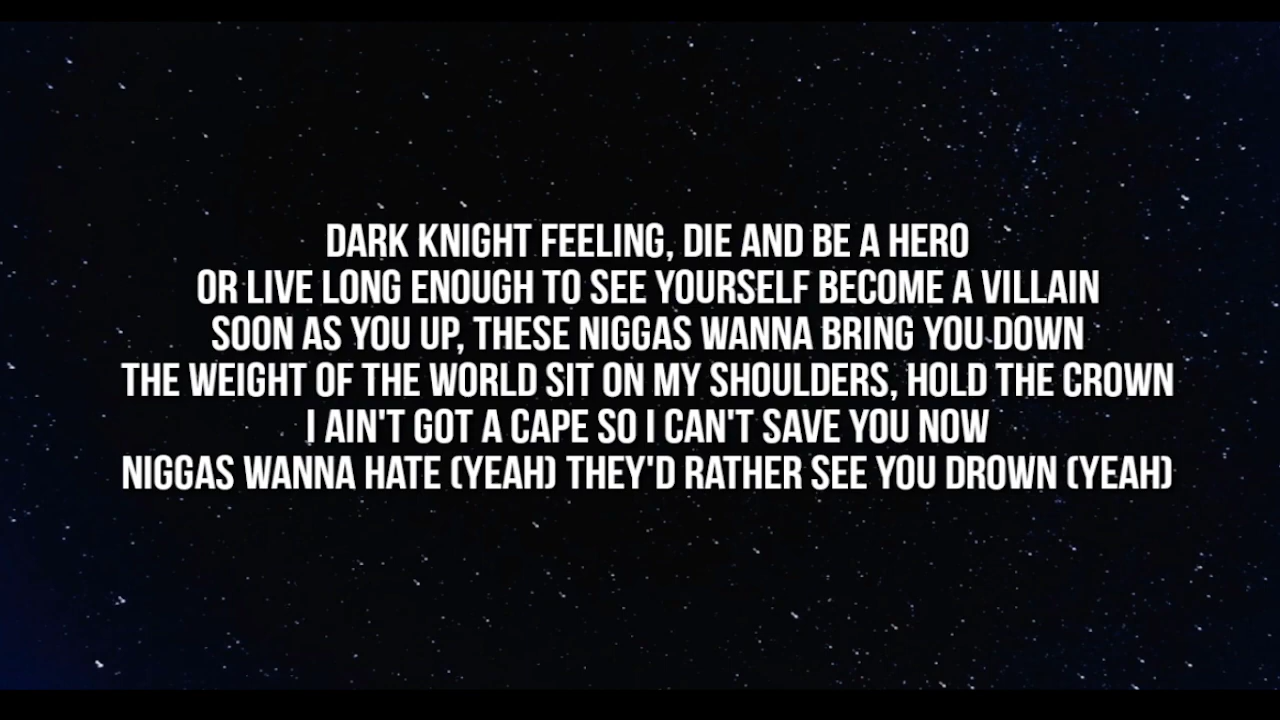 DARK KNIGHT FEELING, DIE AND BE A HERO
OR LIVE LONG ENOUGH TO SEE YOURSELF BECOME A VILLAIN
SOON AS YOU UP, THESE NIGGAS WANNA BRING YOU DOWN
THE WEIGHT OF THE WORLD SIT ON MY SHOULDERS, HOLD THE CROWN
I AIN'T GOT A CAPE SO I CAN'T SAVE YOU NOW
NIGGAS WANNA HATE (YEAH) THEY'D RATHER SEE YOU DROWN (YEAH)